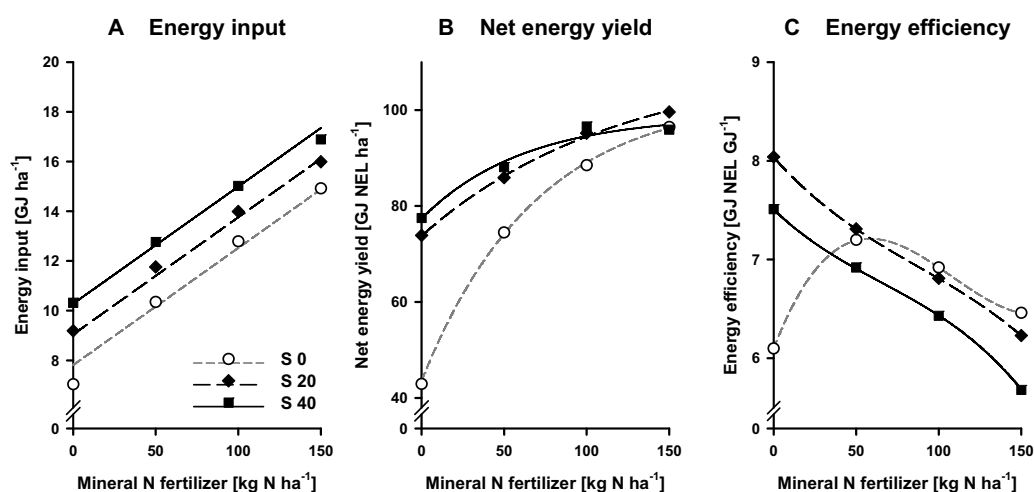 A Energy input
B Net energy yield
C Energy efficiency
Energy input [GJ ha⁻¹]
20
18
16
14
12
10
8
0
S 0
S 20
S 40
0 50 100 150
Mineral N fertilizer [kg N ha⁻¹]
Net energy yield [GJ NEL ha⁻¹]
100
80
60
40
0
0 50 100 150
Mineral N fertilizer [kg N ha⁻¹]
Energy efficiency [GJ NEL GJ⁻¹]
9
8
7
6
0
0 50 100 150
Mineral N fertilizer [kg N ha⁻¹]